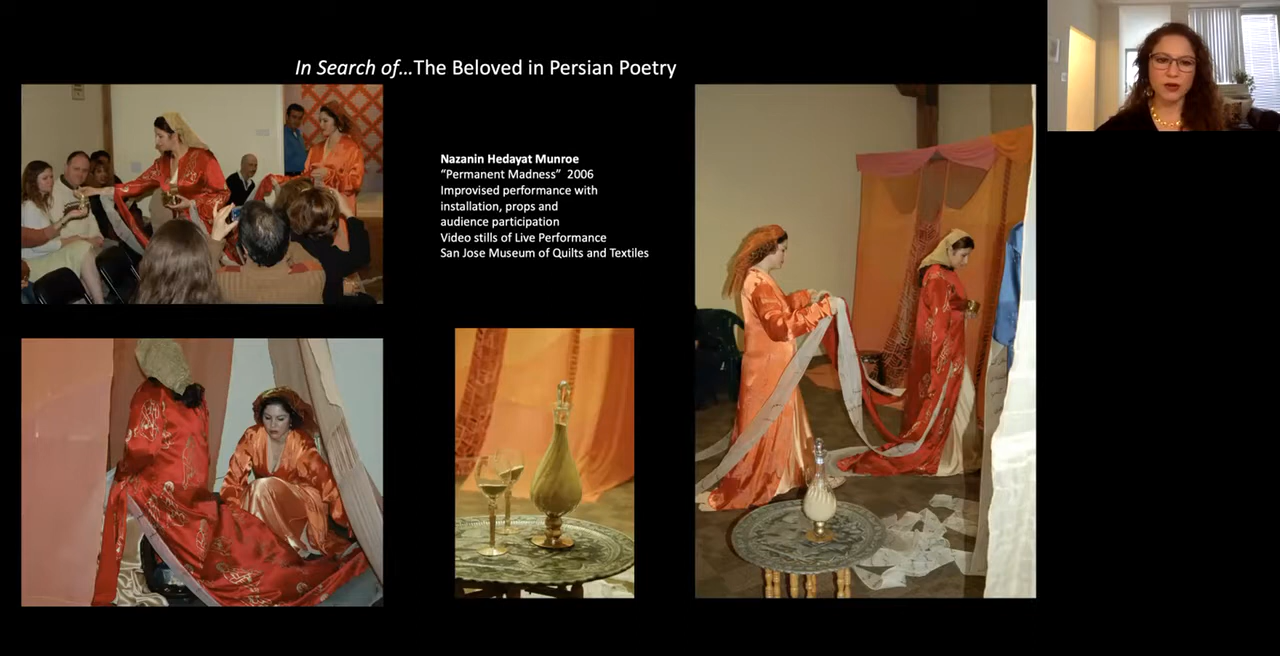 In Search of...The Beloved in Persian Poetry
Nazanin Hedayat Munroe
“Permanent Madness”  2006
Improvised performance with
installation, props and
audience participation
Video stills of Live Performance
San Jose Museum of Quilts and Textiles